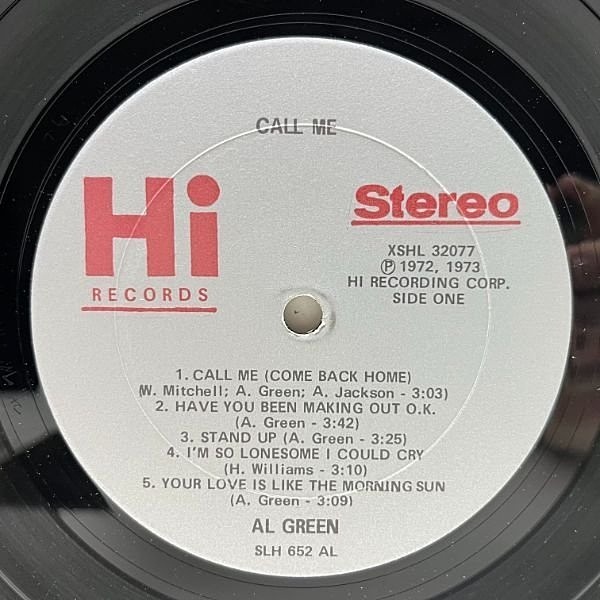 CALL ME
Hi
RECORDS
Stereo
XSHL 32077
Ⓟ 1972, 1973
HI RECORDING CORP.
SIDE ONE
1. CALL ME (COME BACK HOME)
(W. Mitchell; A. Green; A. Jackson - 3:03)
2. HAVE YOU BEEN MAKING OUT O.K.
(A. Green - 3:42)
3. STAND UP (A. Green - 3:25)
4. I'M SO LONESOME I COULD CRY
(H. Williams - 3:10)
5. YOUR LOVE IS LIKE THE MORNING SUN
(A. Green - 3:09)
AL GREEN
SLH 652 AL